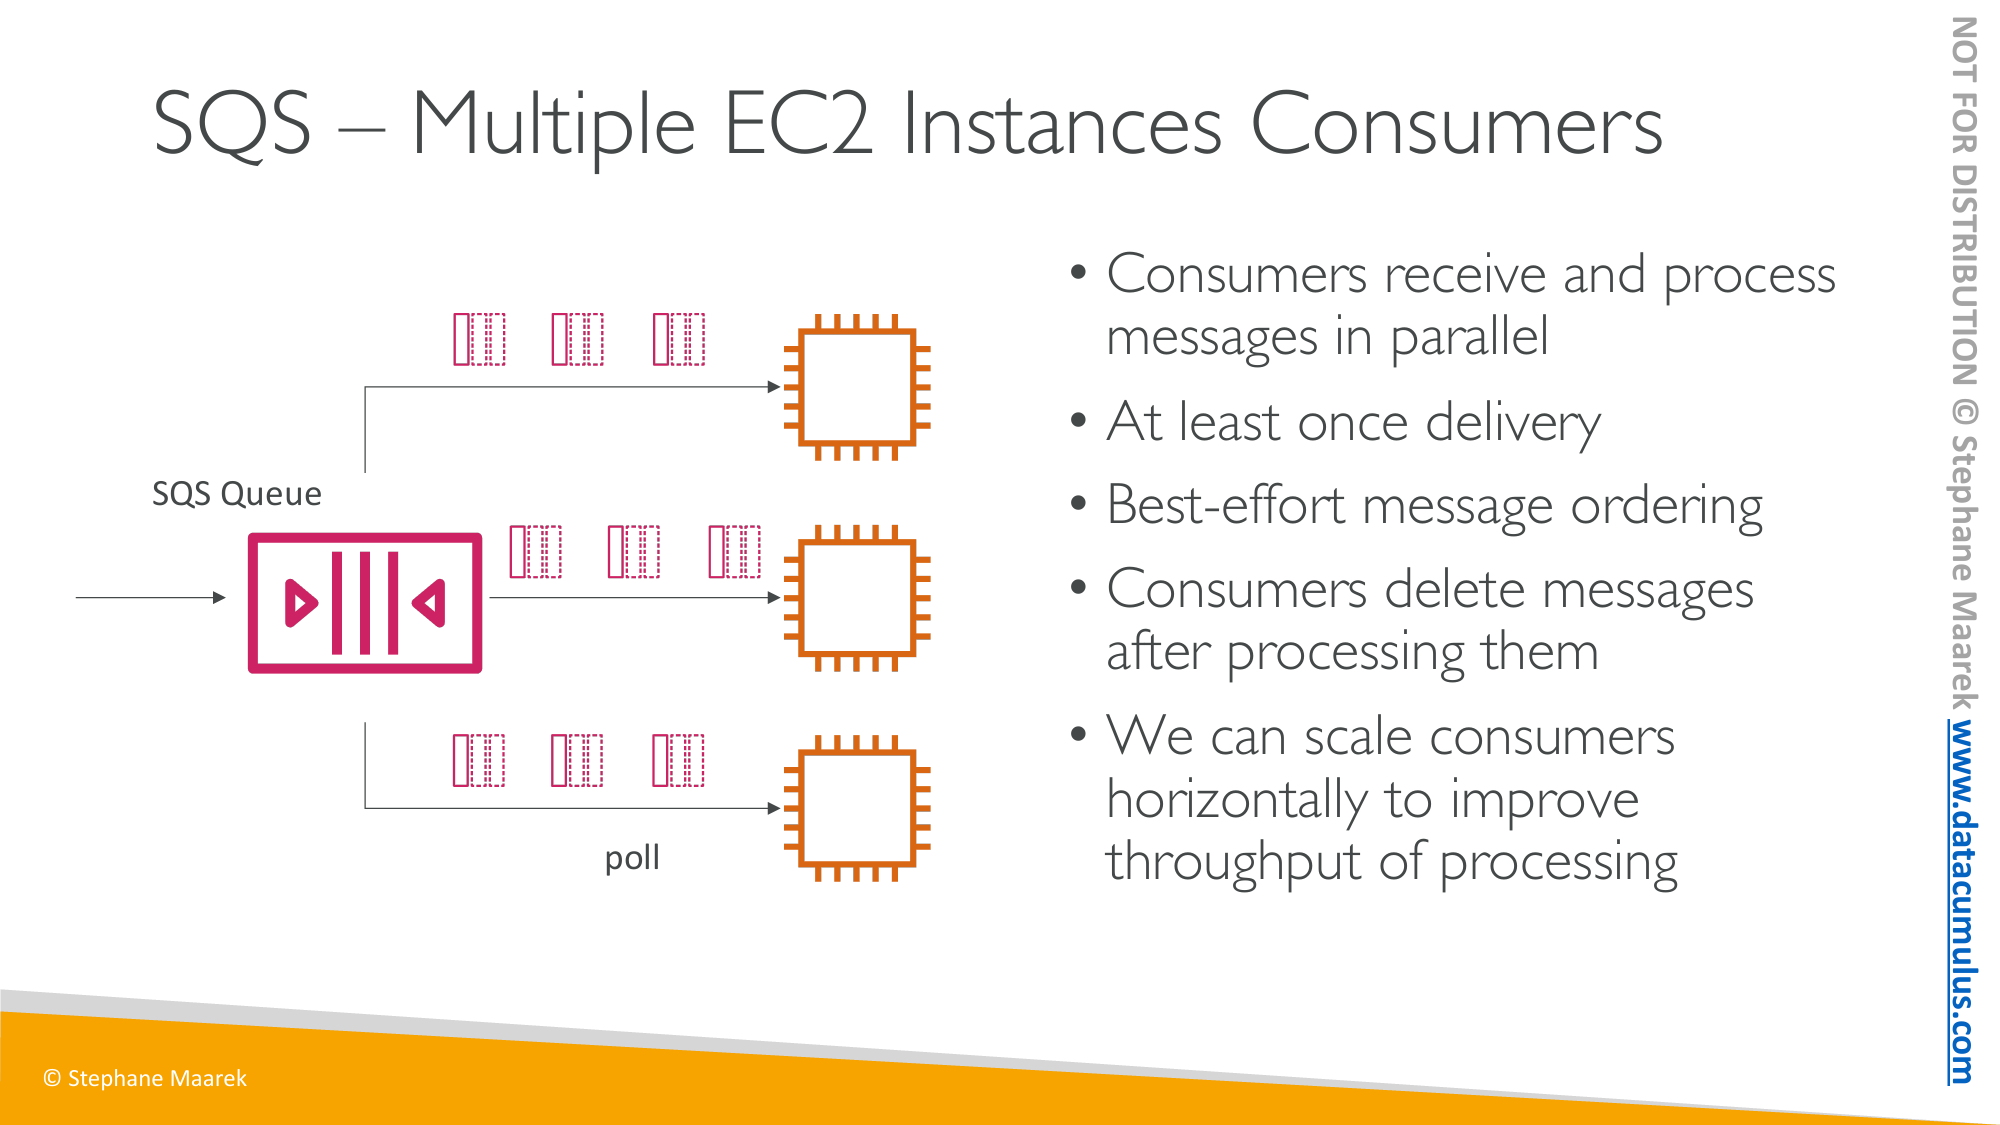 SQS – Multiple EC2 Instances Consumers
SQS Queue
poll
• Consumers receive and process
messages in parallel
• At least once delivery
• Best-effort message ordering
• Consumers delete messages
after processing them
• We can scale consumers
horizontally to improve
throughput of processing
© Stephane Maarek
NOT FOR DISTRIBUTION © Stephane Maarek www.datacumulus.com